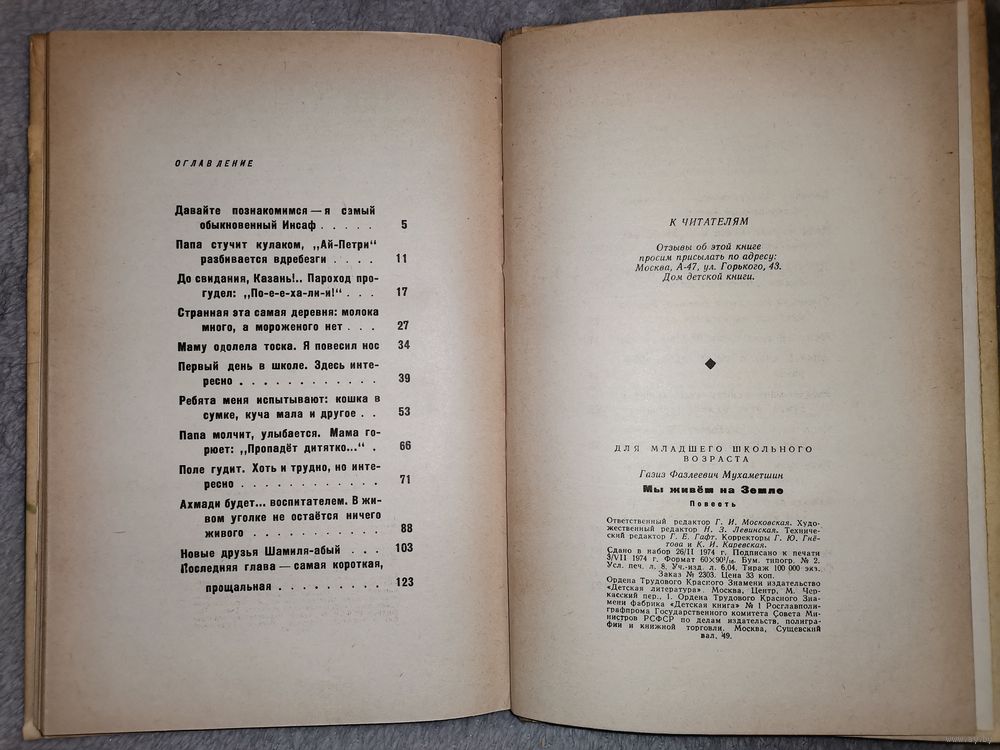 ОГЛАВЛЕНИЕ
Давайте познакомимся — я самый
обыкновенный Инсаф . . . . . 5
Папа стучит кулаком, „Ай-Петри“
разбивается вдребезги . . . . 11
До свидания, Казань!.. Пароход про-
гудел: „По-е-е-ха-ли-и!“ . . . 17
Странная эта самая деревня: молока
много, а мороженого нет . . . 27
Маму одолела тоска. Я повесил нос 34
Первый день в школе. Здесь инте-
ресно . . . . . . . . . . . . 39
Ребята меня испытывают: кошка в
сумке, куча мала и другое . . 53
Папа молчит, улыбается. Мама го-
рюет: „Пропадёт дитятко...“ . 66
Поле гудит. Хоть и трудно, но инте-
ресно . . . . . . . . . . . . 71
Ахмади будет... воспитателем. В жи-
вом уголке не остаётся ничего
живого . . . . . . . . . . . 88
Новые друзья Шамиля-абый . . . 103
Последняя глава — самая короткая,
прощальная . . . . . . . . 123
К ЧИТАТЕЛЯМ
Отзывы об этой книге
просим присылать по адресу:
Москва, А-47, ул. Горького, 43.
Дом детской книги.
ДЛЯ МЛАДШЕГО ШКОЛЬНОГО
ВОЗРАСТА
Газиз Фазлеевич Мухаметшин
Мы живём на Земле
Повесть
Ответственный редактор Г. И. Московская. Худо-
жественный редактор Н. З. Левинская. Техниче-
ский редактор Г. Е. Гафт. Корректоры Г. Ю. Гнё-
това и К. И. Каревская.
Сдано в набор 26/II 1974 г. Подписано к печати
3/VII 1974 г. Формат 60×90¹/₁₆. Бум. типогр. № 2.
Усл. печ. л. 8. Уч.-изд. л. 6,04. Тираж 100 000 экз.
Заказ № 2303. Цена 33 коп.
Ордена Трудового Красного Знамени издательство
«Детская литература». Москва, Центр, М. Чер-
касский пер., 1. Ордена Трудового Красного Зна-
мени фабрика «Детская книга» № 1 Росглавполи-
графпрома Государственного комитета Совета Ми-
нистров РСФСР по делам издательств, полигра-
фии и книжной торговли. Москва, Сущевский
вал, 49.
www.ay.by